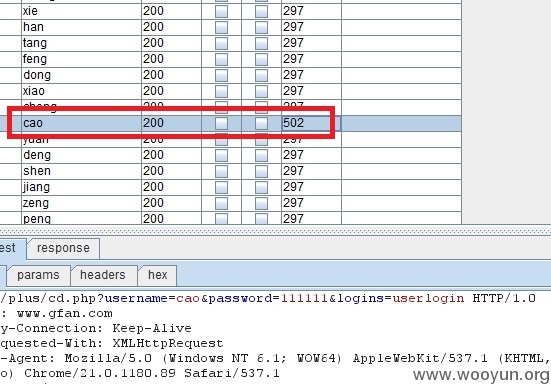 xie 200 297
han 200 297
tang 200 297
feng 200 297
dong 200 297
xiao 200 297
200 297
cao 200 502
yuan 200 297
deng 200 297
shen 200 297
jiang 200 297
zeng 200 297
peng 200 297
est response
params headers hex
/plus/cd.php?username=cao&password=111111&logins=userlogin HTTP/1.0
: www.gfan.com
y-Connection: Keep-Alive
quested-With: XMLHttpRequest
-Agent: Mozilla/5.0 (Windows NT 6.1; WOW64) AppleWebKit/537.1 (KHTML,
o) Chrome/21.0.1180.89 Safari/537.1
www.wooyun.org